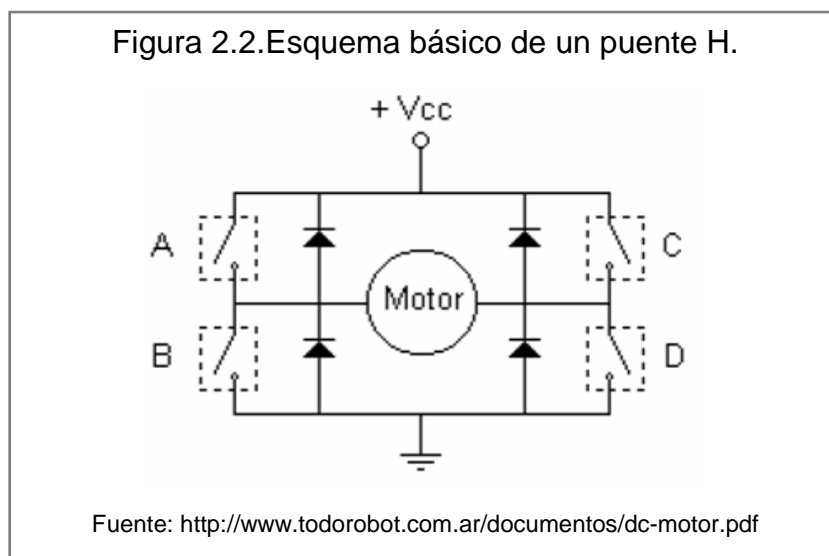 Figura 2.2.Esquema básico de un puente H.
+ Vcc
A
C
Motor
B
D
Fuente: http://www.todorobot.com.ar/documentos/dc-motor.pdf